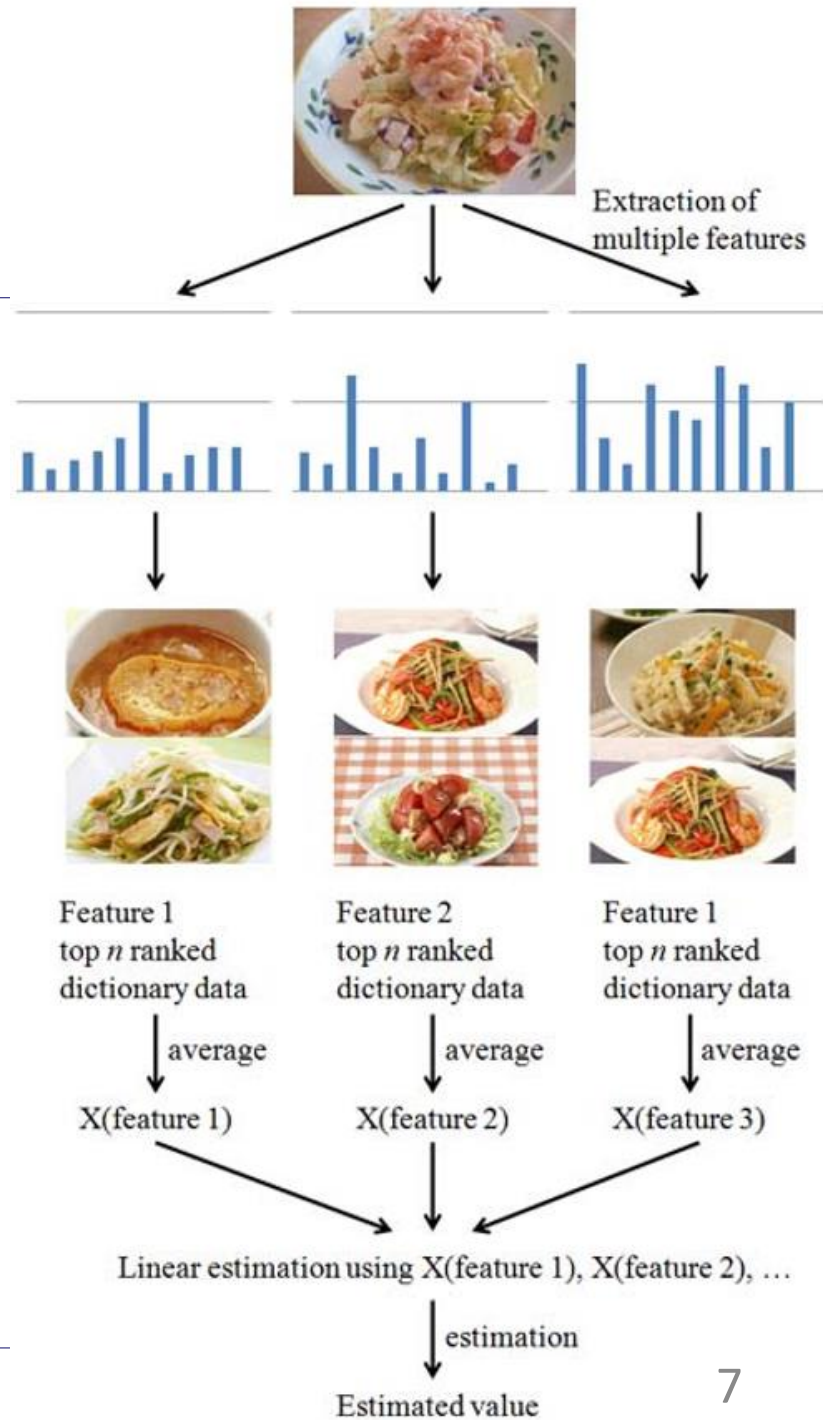 Extraction of
multiple features
Feature 1
top n ranked
dictionary data
Feature 2
top n ranked
dictionary data
Feature 1
top n ranked
dictionary data
average
average
average
X(feature 1)
X(feature 2)
X(feature 3)
Linear estimation using X(feature 1), X(feature 2), …
estimation
Estimated value
7